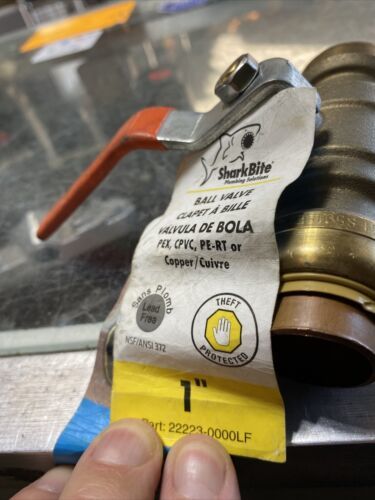 SharkBite®
Plumbing Solutions
BALL VALVE
CLAPET À BILLE
VÁLVULA DE BOLA
PEX, CPVC, PE-RT or
Copper/Cuivre
Sans Plomb
Lead
Free
NSF/ANSI 372
THEFT
PROTECTED
1"
Part: 22223-0000LF